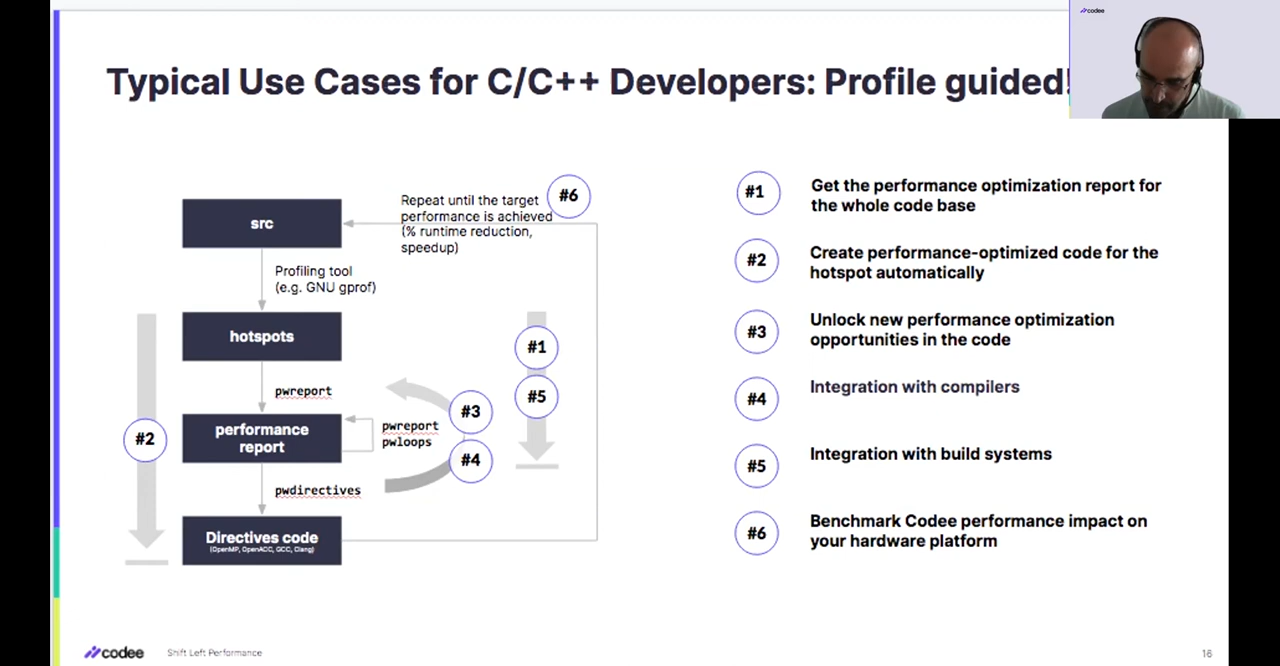 codee
Typical Use Cases for C/C++ Developers: Profile guided!
Repeat until the target
performance is achieved
(% runtime reduction,
speedup)
#6
src
Profiling tool
(e.g. GNU gprof)
hotspots
#1
pwreport
#5
#3
performance
report
pwreport
pwloops
#2
#4
pwdirectives
Directives code
(OpenMP, OpenACC, GCC, Clang)
#1
Get the performance optimization report for
the whole code base
#2
Create performance-optimized code for the
hotspot automatically
#3
Unlock new performance optimization
opportunities in the code
#4
Integration with compilers
#5
Integration with build systems
#6
Benchmark Codee performance impact on
your hardware platform
codee
Shift Left Performance
16